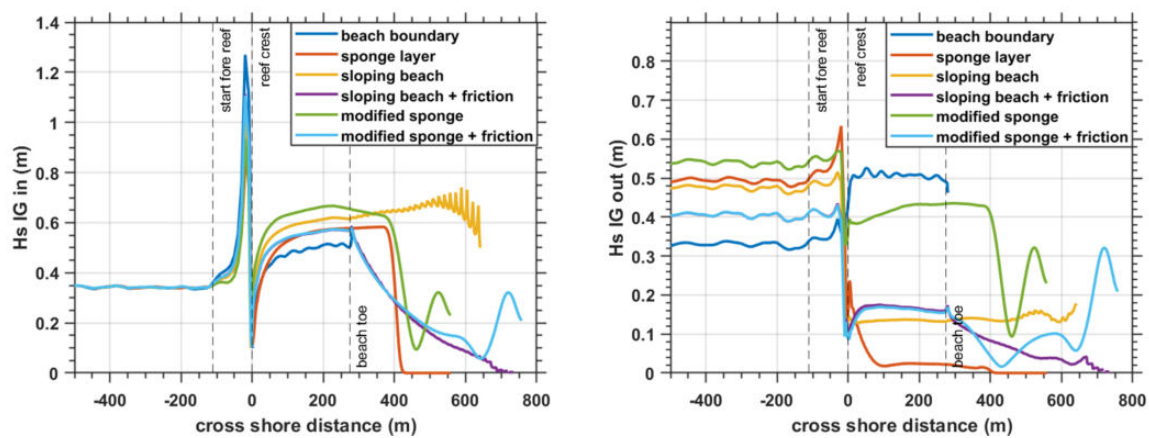 1.4
1.2
1
0.8
0.6
0.4
0.2
0
Hs IG in (m)
start fore reef
reef crest
beach toe
beach boundary
sponge layer
sloping beach
sloping beach + friction
modified sponge
modified sponge + friction
-400 -200 0 200 400 600 800
cross shore distance (m)
0.8
0.7
0.6
0.5
0.4
0.3
0.2
0.1
0
Hs IG out (m)
start fore reef
reef crest
beach toe
beach boundary
sponge layer
sloping beach
sloping beach + friction
modified sponge
modified sponge + friction
-400 -200 0 200 400 600 800
cross shore distance (m)